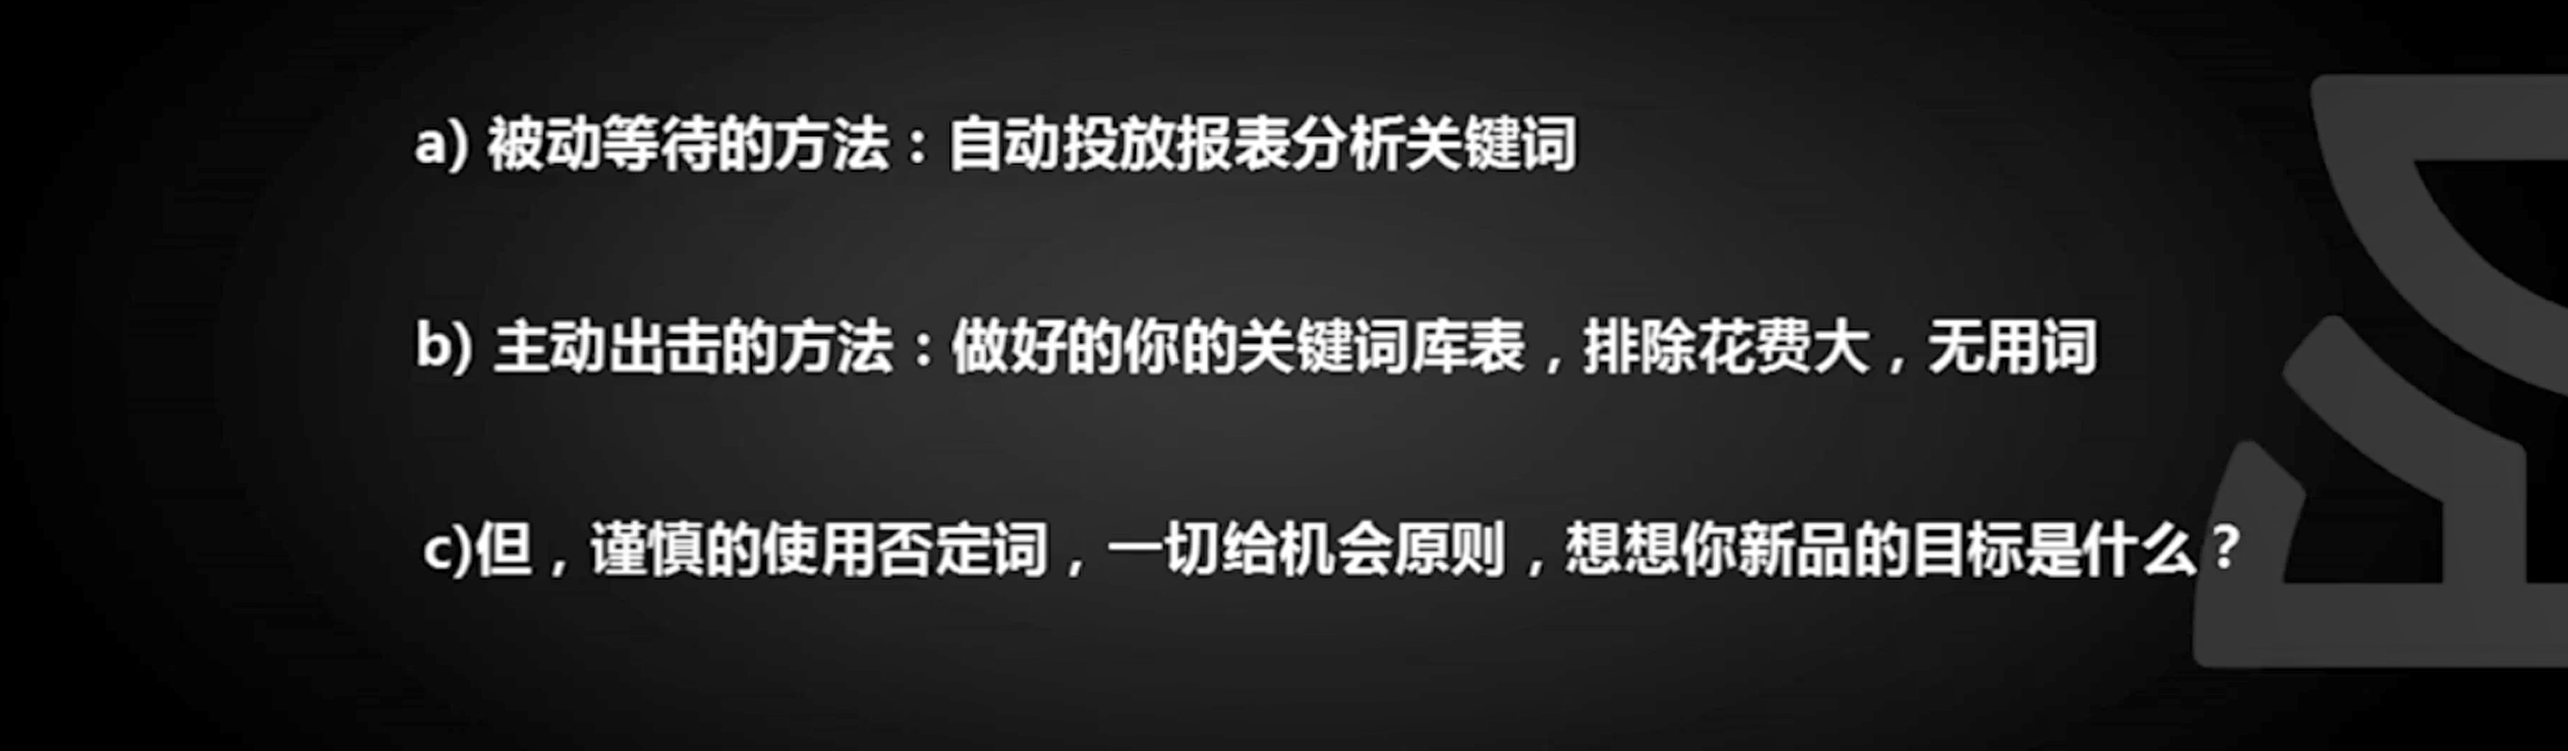 a) 被动等待的方法：自动投放报表分析关键词
b) 主动出击的方法：做好的你的关键词库表，排除花费大，无用词
c)但，谨慎的使用否定词，一切给机会原则，想想你新品的目标是什么？